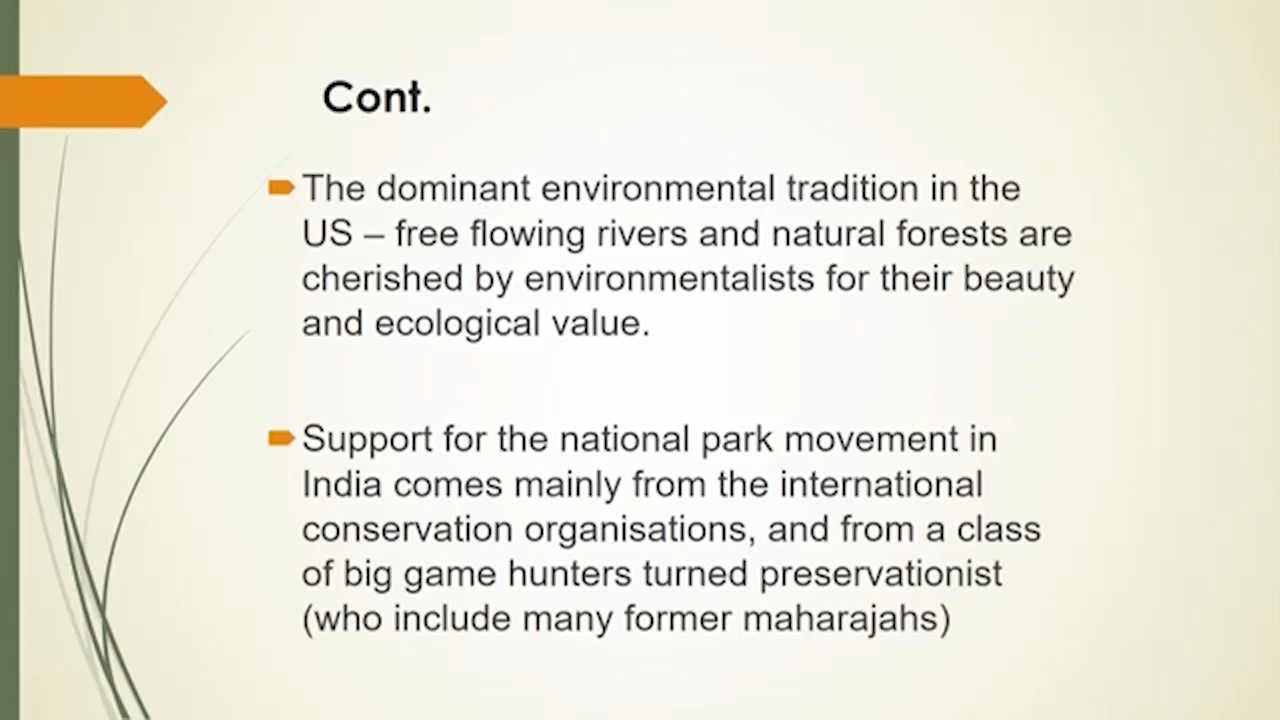 Cont.
The dominant environmental tradition in the
US – free flowing rivers and natural forests are
cherished by environmentalists for their beauty
and ecological value.
Support for the national park movement in
India comes mainly from the international
conservation organisations, and from a class
of big game hunters turned preservationist
(who include many former maharajahs)